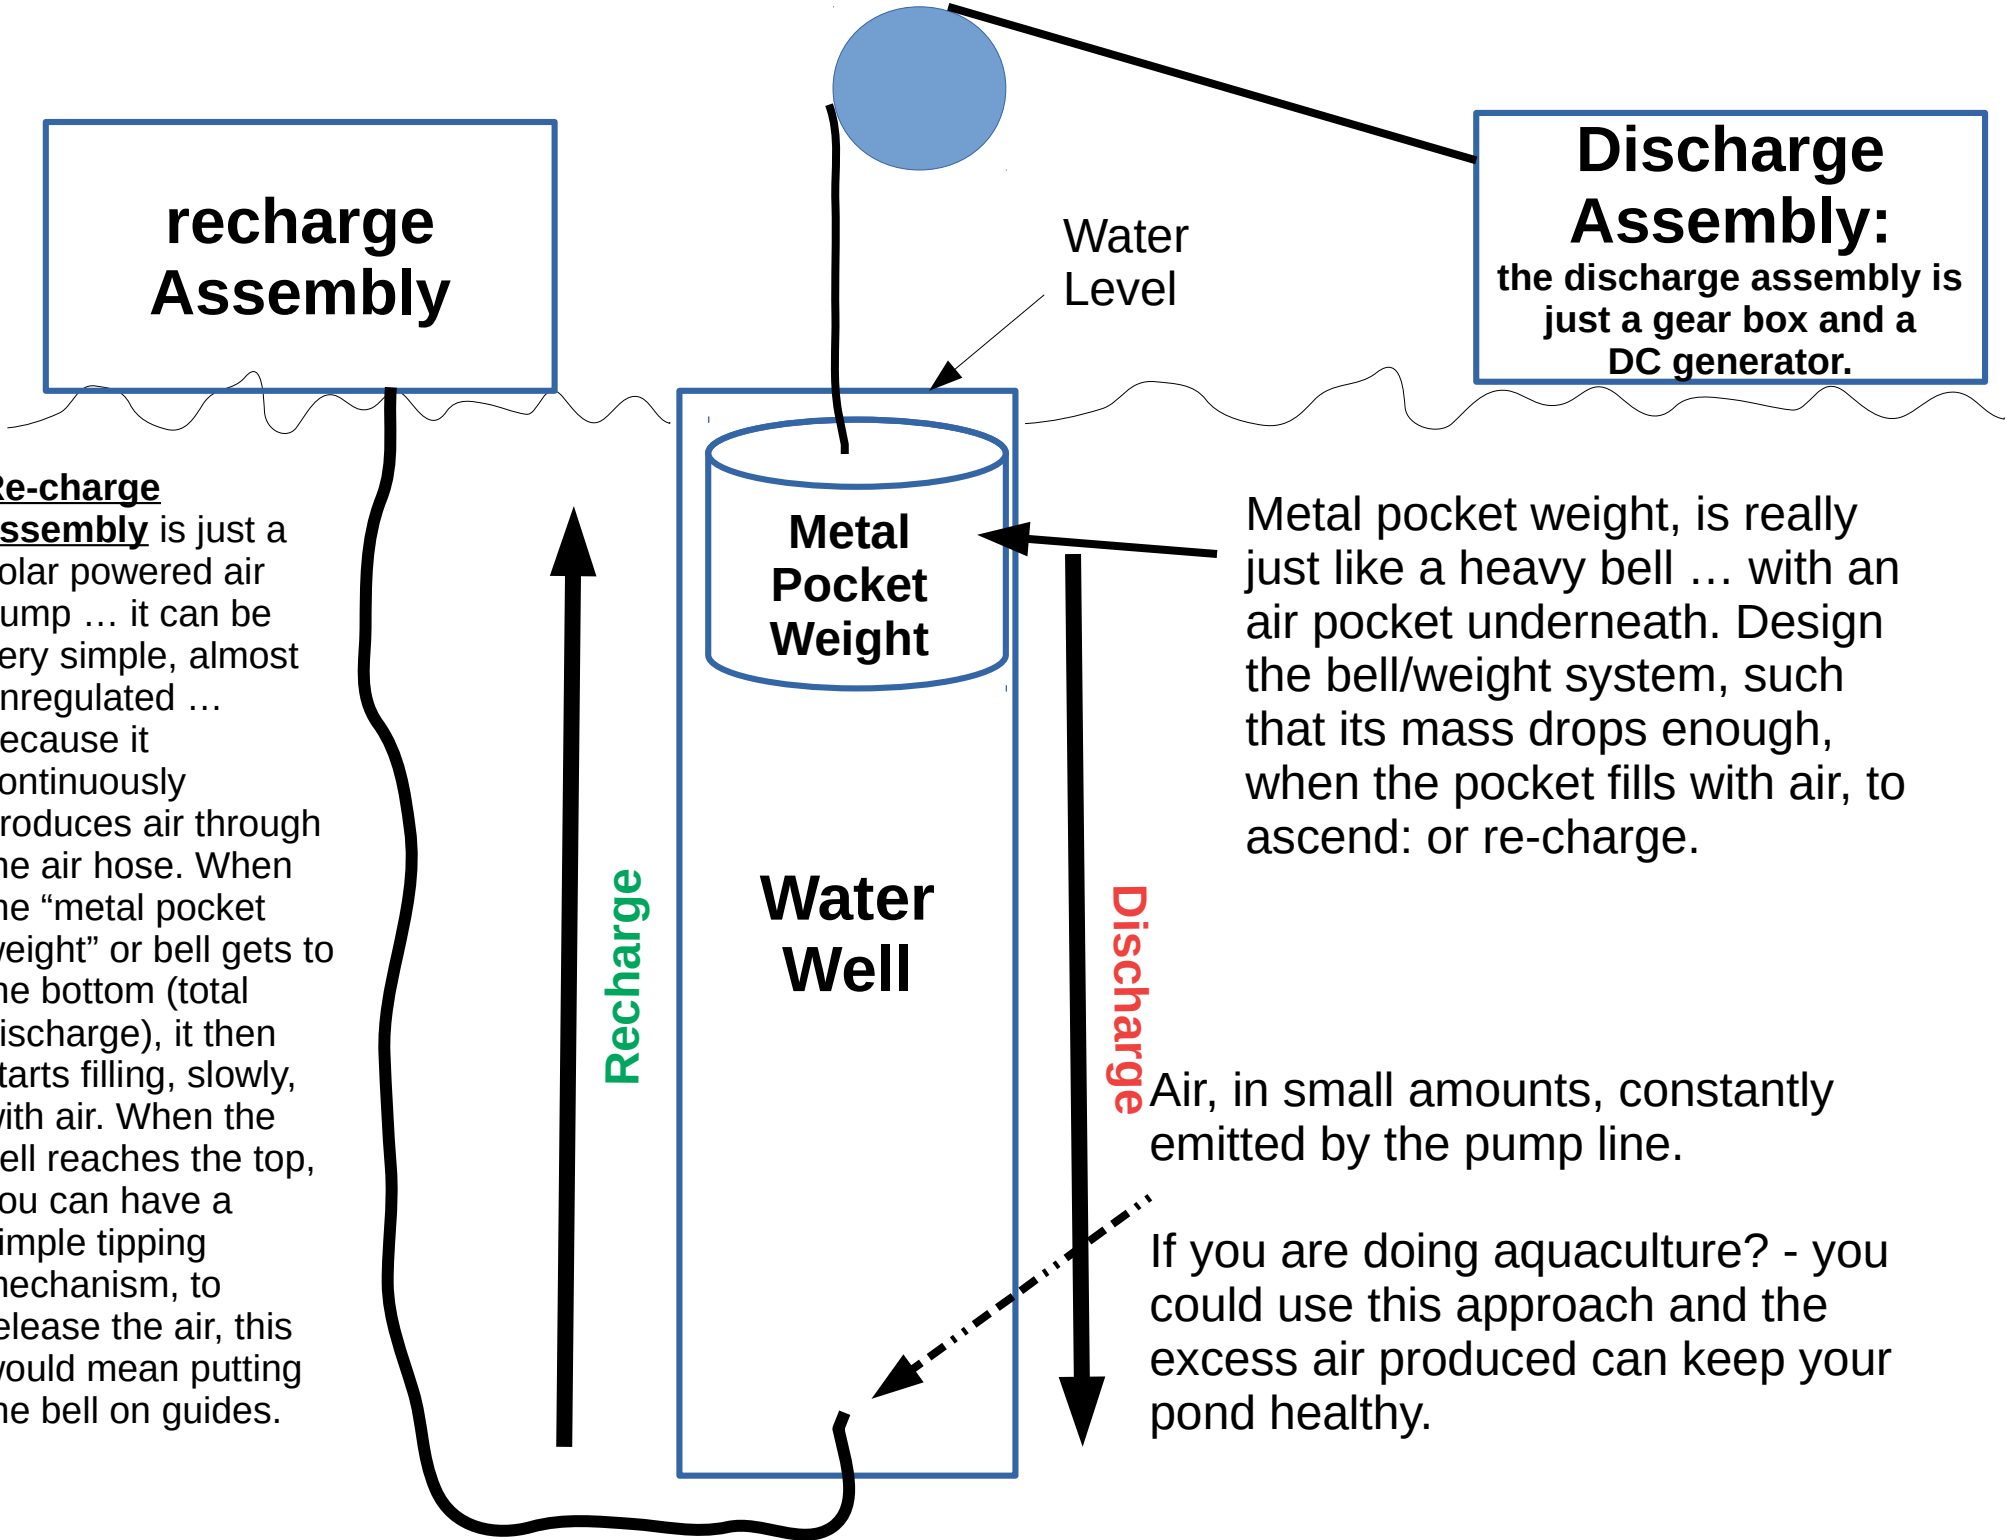 recharge
Assembly
Water
Level
Discharge
Assembly:
the discharge assembly is
just a gear box and a
DC generator.
Re-charge
ssembly is just a
olar powered air
ump … it can be
ery simple, almost
nregulated …
ecause it
ontinuously
roduces air through
he air hose. When
he “metal pocket
weight” or bell gets to
he bottom (total
ischarge), it then
tarts filling, slowly,
with air. When the
ell reaches the top,
ou can have a
imple tipping
mechanism, to
elease the air, this
would mean putting
he bell on guides.
Recharge
Metal
Pocket
Weight
Water
Well
Discharge
Metal pocket weight, is really
just like a heavy bell … with an
air pocket underneath. Design
the bell/weight system, such
that its mass drops enough,
when the pocket fills with air, to
ascend: or re-charge.
Air, in small amounts, constantly
emitted by the pump line.
If you are doing aquaculture? - you
could use this approach and the
excess air produced can keep your
pond healthy.